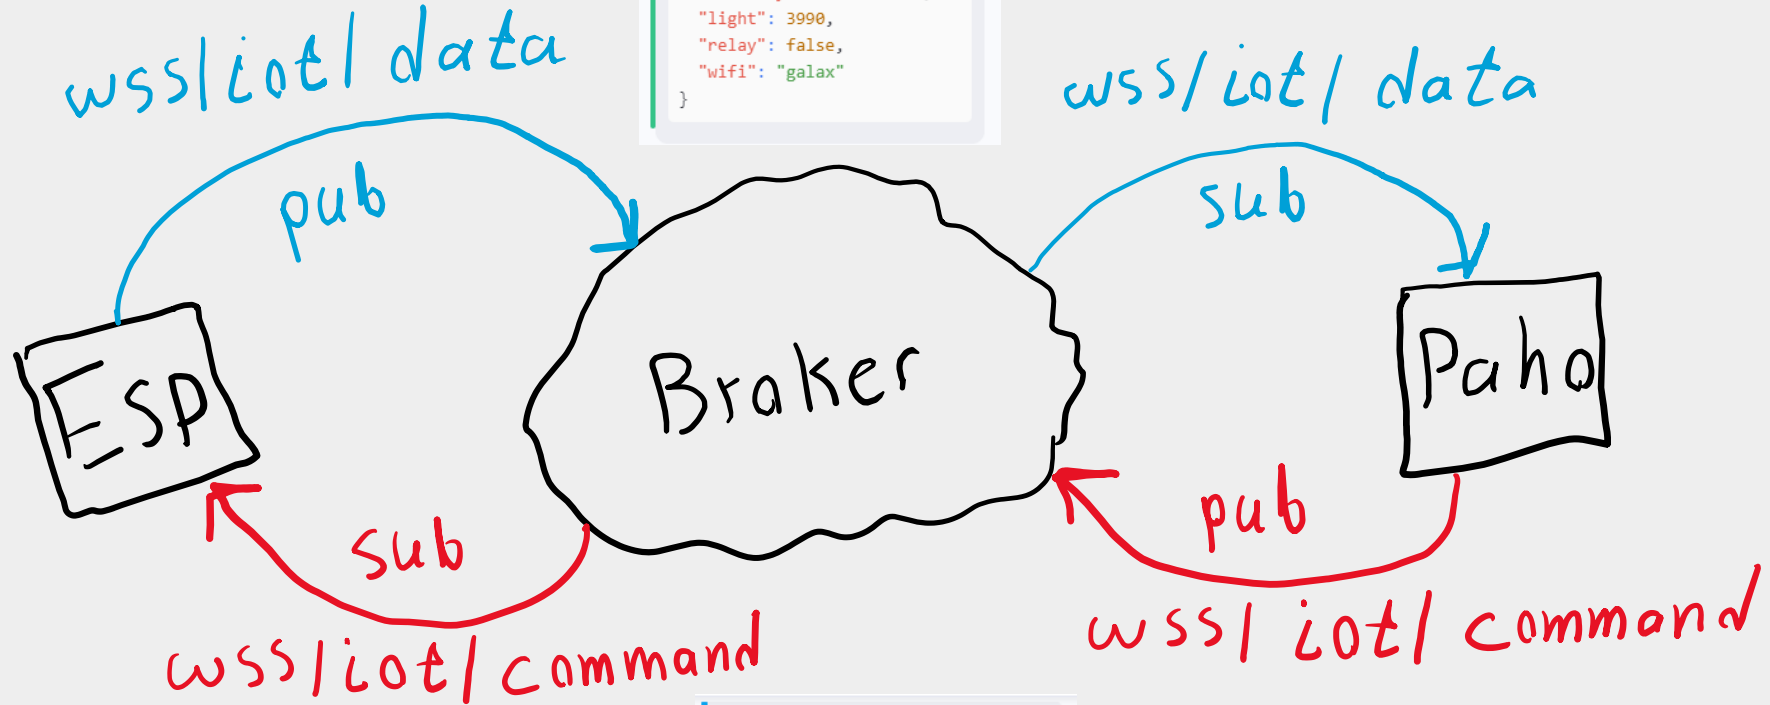 "light": 3990,
"relay": false,
"wifi": "galax"
}
wss/iot/data
wss/iot/data
pub
sub
Esp
Broker
Paho
sub
pub
wss/iot/command
wss/iot/command